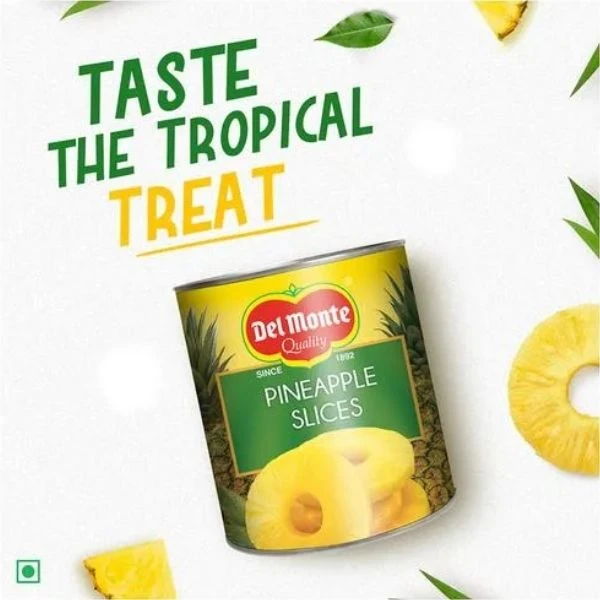 TASTE
THE TROPICAL
TREAT
Del Monte
Quality
SINCE 1892
PINEAPPLE
SLICES